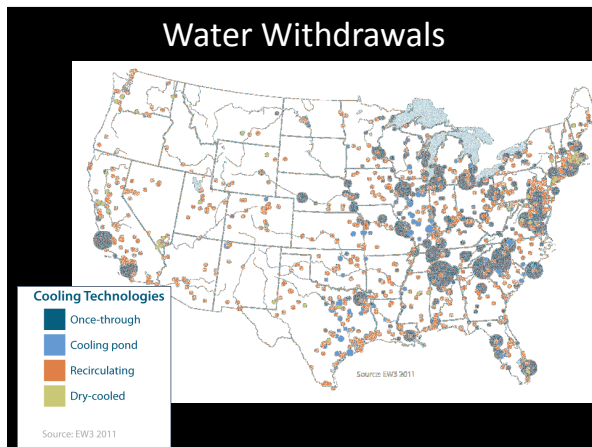 Water Withdrawals
Source: EW3 2011
Cooling Technologies
Once-through
Cooling pond
Recirculating
Dry-cooled
Source: EW3 2011